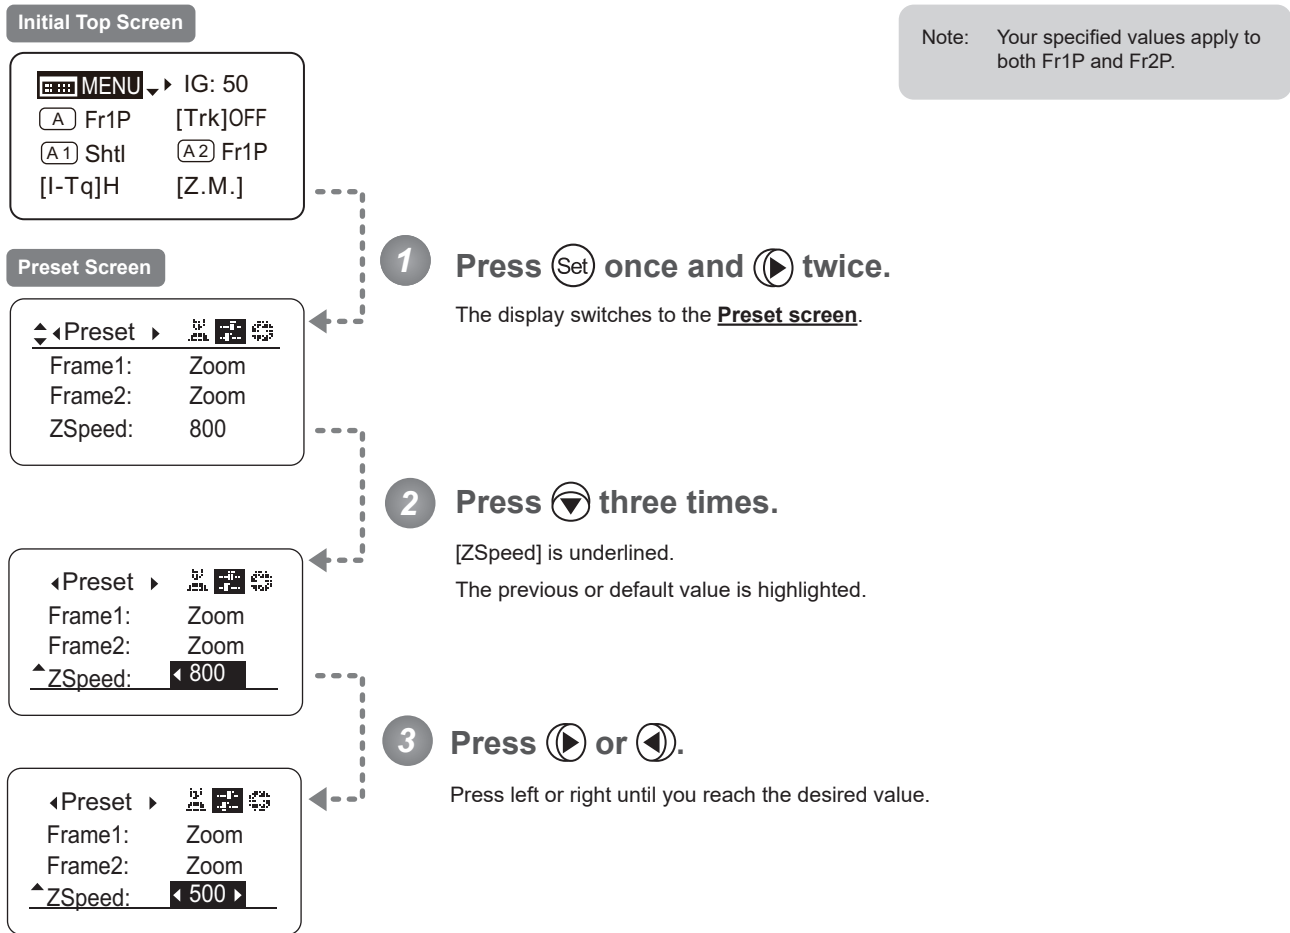 Initial Top Screen
MENU IG: 50
A Fr1P [Trk]OFF
A1 Shtl A2 Fr1P
[I-Tq]H [Z.M.]
Note: Your specified values apply to
both Fr1P and Fr2P.
1 Press Set once and twice.
The display switches to the Preset screen.
Preset Screen
Preset
Frame1: Zoom
Frame2: Zoom
ZSpeed: 800
2 Press three times.
[ZSpeed] is underlined.
The previous or default value is highlighted.
Preset
Frame1: Zoom
Frame2: Zoom
ZSpeed: 800
3 Press or .
Press left or right until you reach the desired value.
Preset
Frame1: Zoom
Frame2: Zoom
ZSpeed: 500